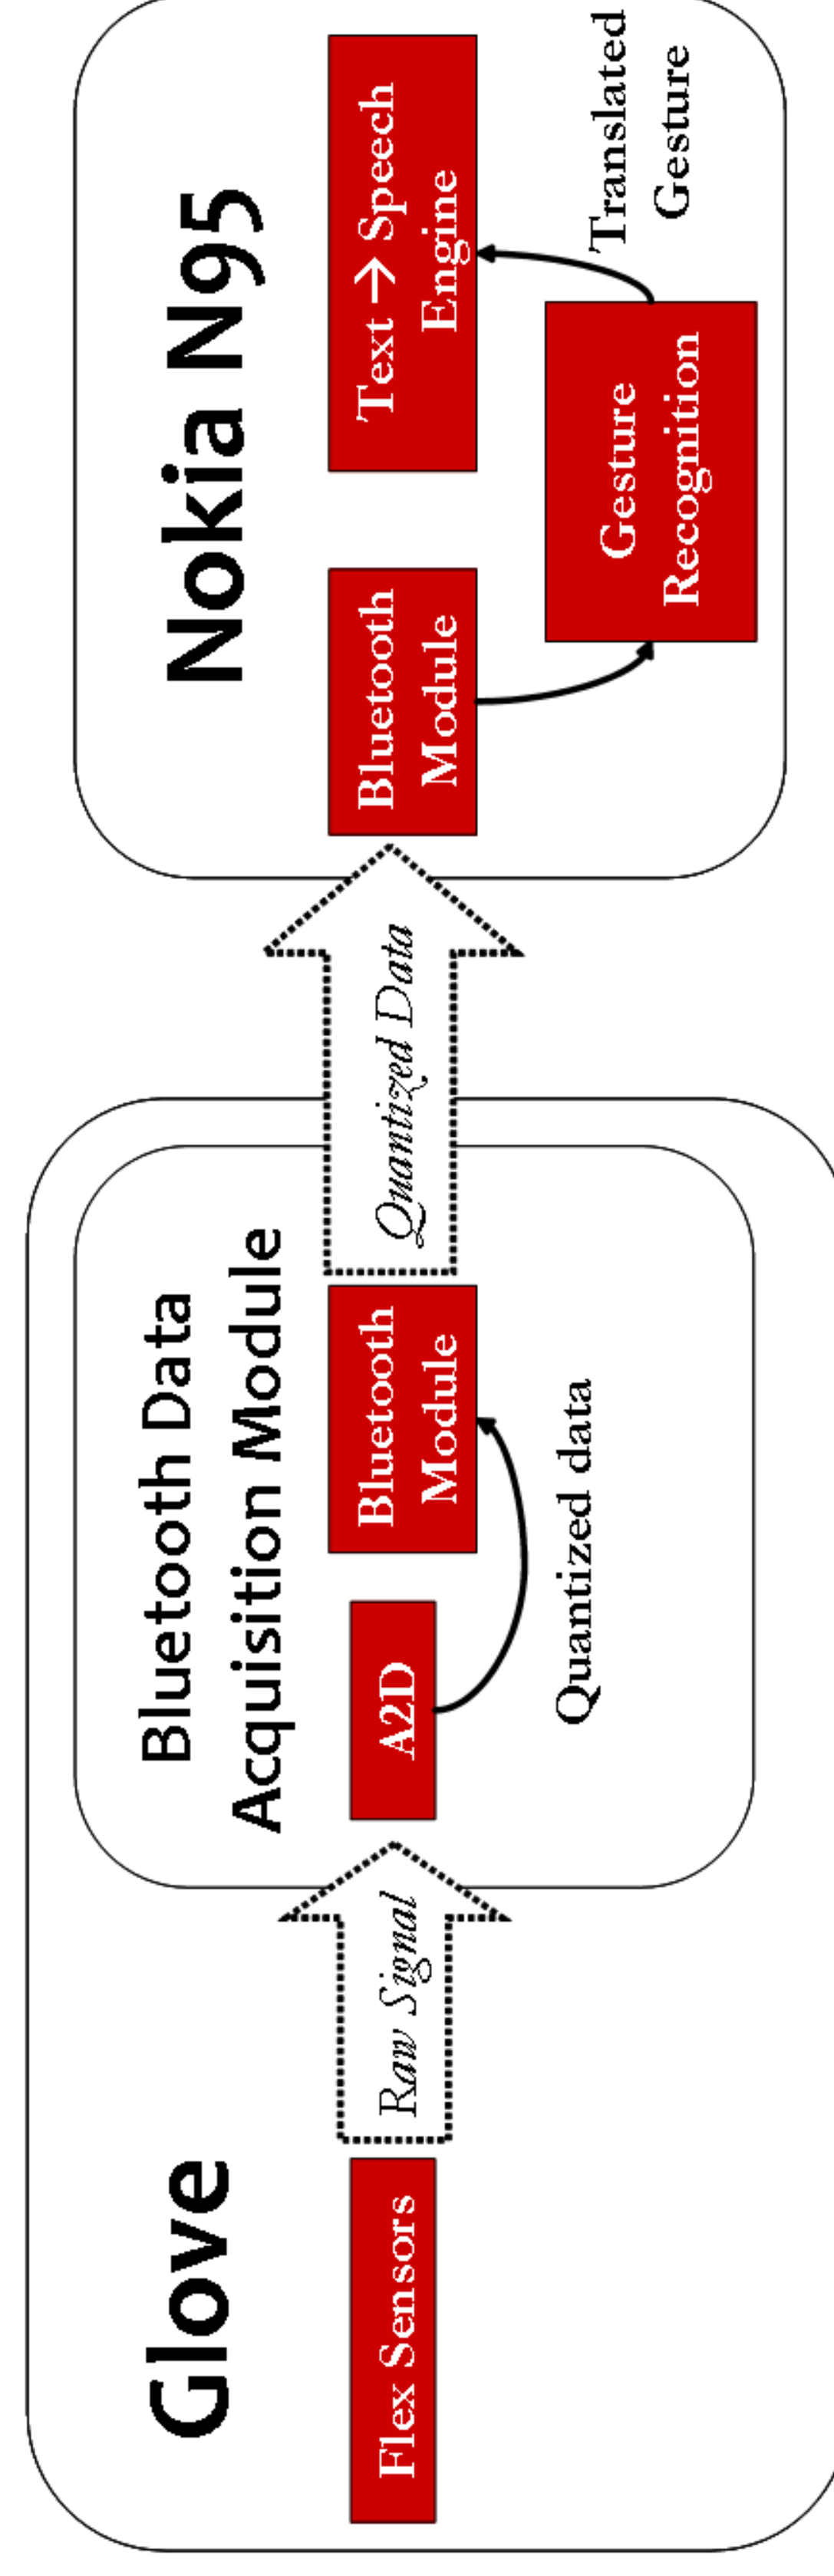 Glove
Flex Sensors
Raw Signal
Bluetooth Data
Acquisition Module
A2D
Bluetooth
Module
Quantized data
Quantized Data
Nokia N95
Bluetooth
Module
Gesture
Recognition
Translated
Gesture
Text → Speech
Engine